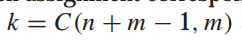 k = C(n + m − 1, m)